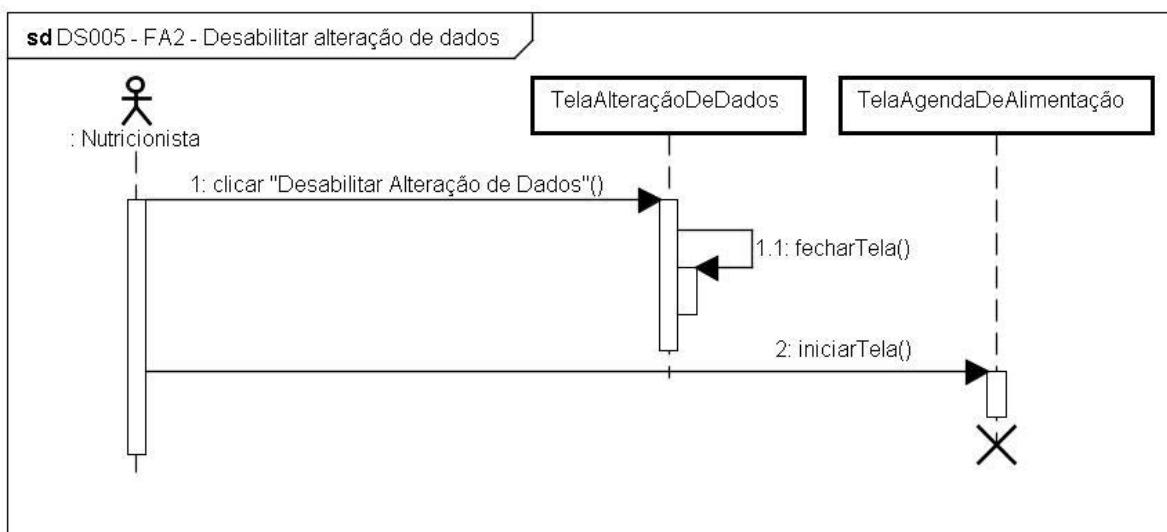 sd DS005 - FA2 - Desabilitar alteração de dados
: Nutricionista
TelaAlteraçãoDeDados
TelaAgendaDeAlimentação
1: clicar "Desabilitar Alteração de Dados"()
1.1: fecharTela()
2: iniciarTela()